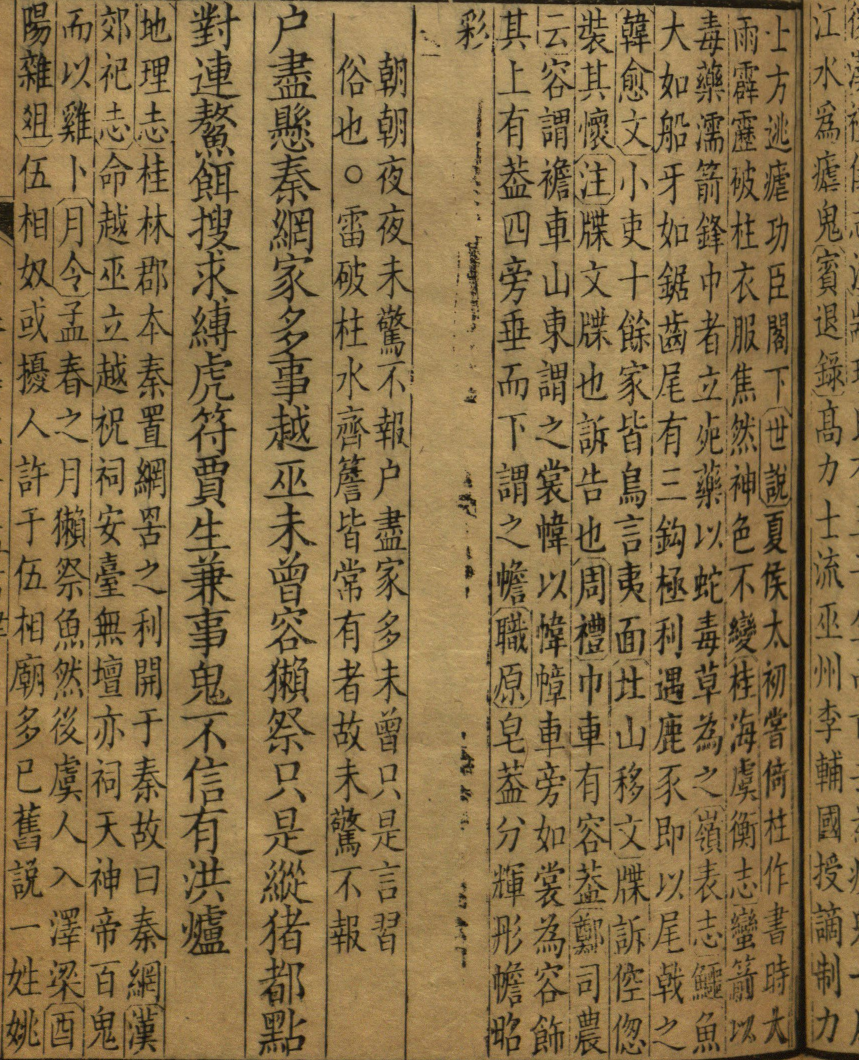 江水為瘧鬼賓退錄高力士流巫州李輔國授謫制力
士方逃瘧功臣閣下世說夏侯太初嘗倚柱作書時大
雨霹靂破柱衣服焦然神色不變桂海虞衡志蠻箭以
毒藥濡箭鋒中者立死藥以蛇毒草為之嶺表志鱷魚
大如船牙如鋸齒尾有三鈎極利遇鹿豕即以尾戟之
韓愈文小吏十餘家皆鳥言夷面北山移文牒訴倥傯
裝其懷注牒文牒也訴告也周禮巾車有容葢鄭司農
云容謂襜車山東謂之裳幃以幃幛車旁如裳為容飾
其上有葢四旁垂而下謂之幨職原皂葢分輝彤幨昭
彩
朝朝夜夜未驚不報户盡家多未曾只是言習
俗也○雷破柱水齊簷皆常有者故未驚不報
户盡懸秦網家多事越巫未曾容獺祭只是縱猪都點
對連鰲餌搜求縛虎符賈生兼事鬼不信有洪爐
地理志桂林郡本秦置網罟之利開于秦故曰秦網漢
郊祀志命越巫立越祝祠安臺無壇亦祠天神帝百鬼
而以雞卜月令孟春之月獺祭魚然後虞人入澤梁酉
陽雜俎伍相奴或擾人許于伍相廟多已舊說一姓姚